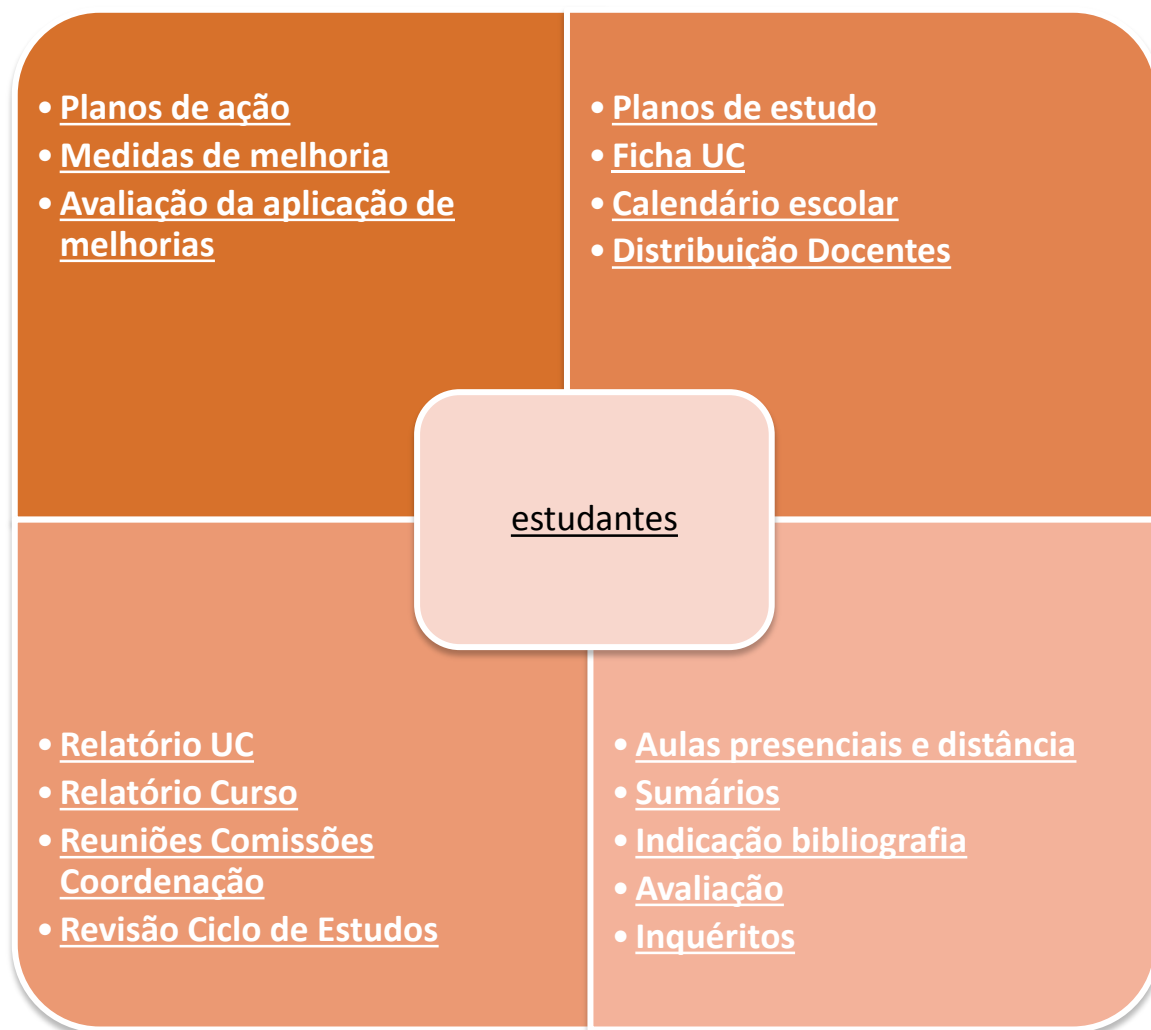 • Planos de ação
• Medidas de melhoria
• Avaliação da aplicação de
melhorias
• Planos de estudo
• Ficha UC
• Calendário escolar
• Distribuição Docentes
estudantes
• Relatório UC
• Relatório Curso
• Reuniões Comissões
Coordenação
• Revisão Ciclo de Estudos
• Aulas presenciais e distância
• Sumários
• Indicação bibliografia
• Avaliação
• Inquéritos